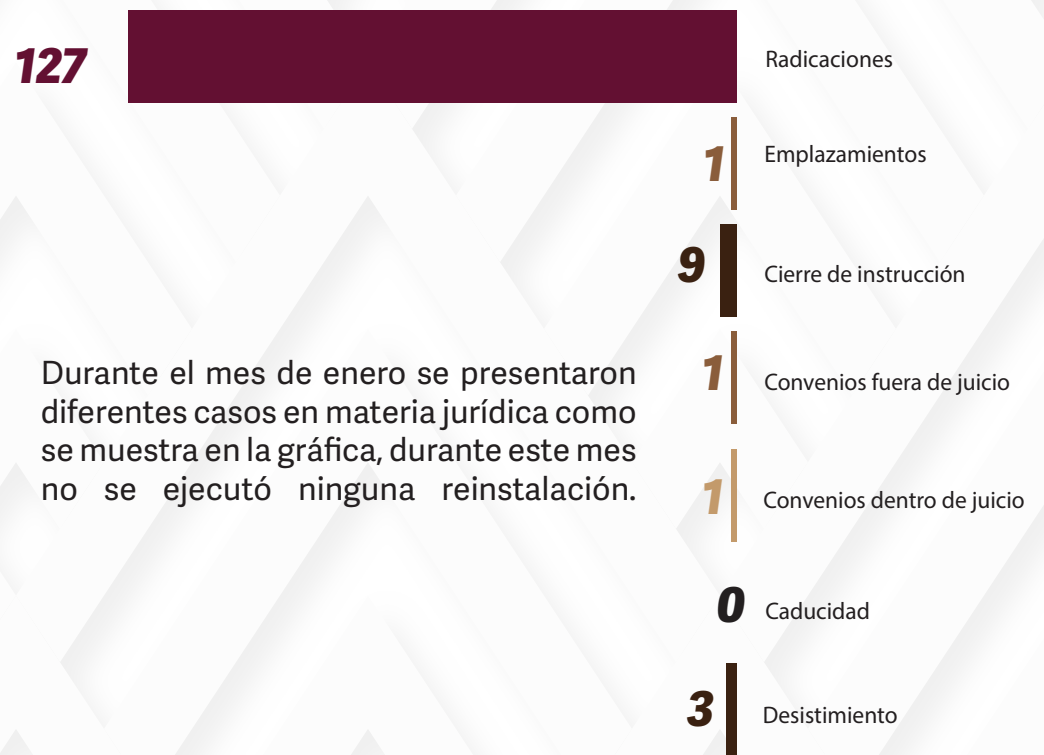 127 Radicaciones
1 Emplazamientos
9 Cierre de instrucción
Durante el mes de enero se presentaron
diferentes casos en materia jurídica como
se muestra en la gráfica, durante este mes
no se ejecutó ninguna reinstalación.
1 Convenios fuera de juicio
1 Convenios dentro de juicio
0 Caducidad
3 Desistimiento